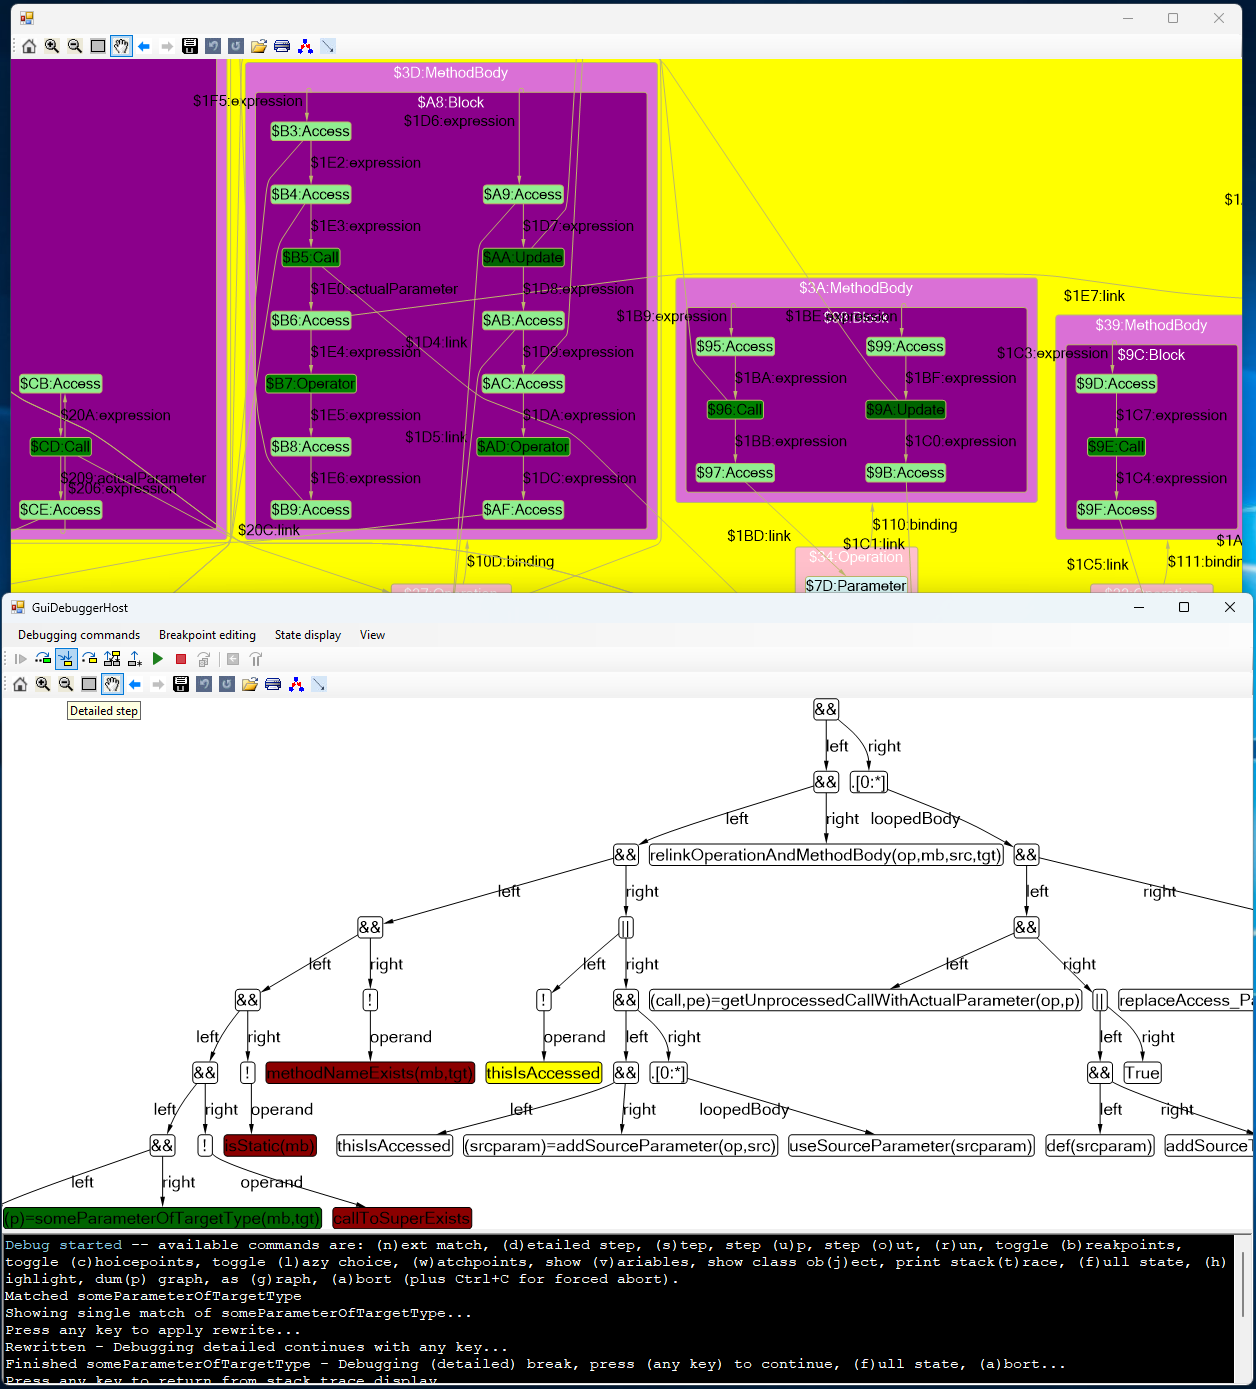 $3D:MethodBody
$1F5:expression
$A8:Block
$1D6:expression
$B3:Access
$1E2:expression
$B4:Access
$A9:Access
$1E3:expression
$1D7:expression
$B5:Call
$AA:Update
$1E0:actualParameter
$1D8:expression
$B6:Access
$AB:Access
$1D4:link
$1E4:expression
$1D9:expression
$B7:Operator
$AC:Access
$1E5:expression
$1DA:expression
$1D5:link
$B8:Access
$AD:Operator
$1E6:expression
$1DC:expression
$B9:Access
$AF:Access
$20C:link
$10D:binding
$CB:Access
$20A:expression
$CD:Call
$209:actualParameter
$206:expression
$CE:Access
$3A:MethodBody
$1B9:expression
$95:Access
$99:Access
$1BA:expression
$1BF:expression
$96:Call
$9A:Update
$1BB:expression
$1C0:expression
$97:Access
$9B:Access
$1BD:link
$110:binding
$1C1:link
$34:Operation
$7D:Parameter
$1E7:link
$39:MethodBody
$1C3:expression
$9C:Block
$9D:Access
$1C7:expression
$9E:Call
$1C4:expression
$9F:Access
$1C5:link
$111:bindin
GuiDebuggerHost
Debugging commands Breakpoint editing State display View
Detailed step
&&
left right
&& .[0:*]
left right loopedBody
&& relinkOperationAndMethodBody(op,mb,src,tgt) &&
left right left right
&& || &&
left right left right left right
&& ! ! && (call,pe)=getUnprocessedCallWithActualParameter(op,p) || replaceAccess_Pa
left right operand operand left right left right
&& ! methodNameExists(mb,tgt) thisIsAccessed && .[0:*] && True
left right operand left right loopedBody left right
&& ! isStatic(mb) thisIsAccessed (srcparam)=addSourceParameter(op,src) useSourceParameter(srcparam) def(srcparam) addSourceT
left right operand
(p)=someParameterOfTargetType(mb,tgt) callToSuperExists
Debug started -- available commands are: (n)ext match, (d)etailed step, (s)tep, step (u)p, step (o)ut, (r)un, toggle (b)reakpoints,
toggle (c)hoicepoints, toggle (l)azy choice, (w)atchpoints, show (v)ariables, show class ob(j)ect, print stack(t)race, (f)ull state, (h)
ighlight, dum(p) graph, as (g)raph, (a)bort (plus Ctrl+C for forced abort).
Matched someParameterOfTargetType
Showing single match of someParameterOfTargetType...
Press any key to apply rewrite...
Rewritten - Debugging detailed continues with any key...
Finished someParameterOfTargetType - Debugging (detailed) break, press (any key) to continue, (f)ull state, (a)bort...
Press any key to return from stack trace display